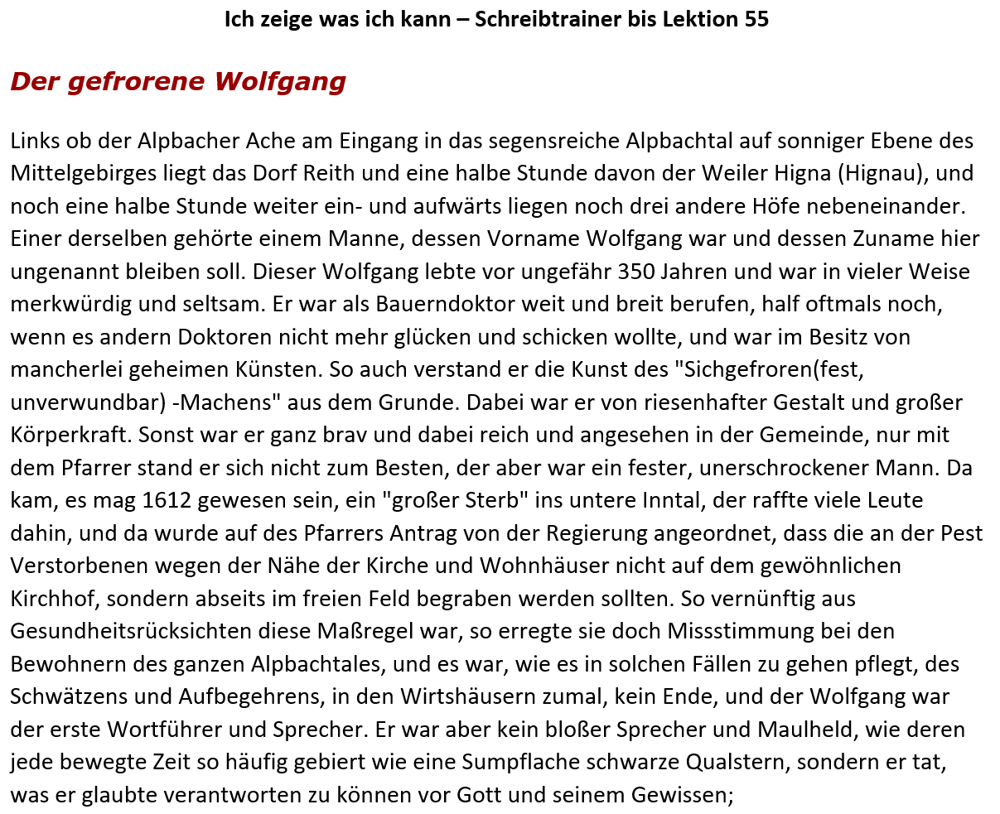 Ich zeige was ich kann – Schreibtrainer bis Lektion 55
Der gefrorene Wolfgang
Links ob der Alpbacher Ache am Eingang in das segensreiche Alpbachtal auf sonniger Ebene des
Mittelgebirges liegt das Dorf Reith und eine halbe Stunde davon der Weiler Higna (Hignau), und
noch eine halbe Stunde weiter ein- und aufwärts liegen noch drei andere Höfe nebeneinander.
Einer derselben gehörte einem Manne, dessen Vorname Wolfgang war und dessen Zuname hier
ungenannt bleiben soll. Dieser Wolfgang lebte vor ungefähr 350 Jahren und war in vieler Weise
merkwürdig und seltsam. Er war als Bauerndoktor weit und breit berufen, half oftmals noch,
wenn es andern Doktoren nicht mehr glücken und schicken wollte, und war im Besitz von
mancherlei geheimen Künsten. So auch verstand er die Kunst des "Sichgefroren(fest,
unverwundbar) -Machens" aus dem Grunde. Dabei war er von riesenhafter Gestalt und großer
Körperkraft. Sonst war er ganz brav und dabei reich und angesehen in der Gemeinde, nur mit
dem Pfarrer stand er sich nicht zum Besten, der aber war ein fester, unerschrockener Mann. Da
kam, es mag 1612 gewesen sein, ein "großer Sterb" ins untere Inntal, der raffte viele Leute
dahin, und da wurde auf des Pfarrers Antrag von der Regierung angeordnet, dass die an der Pest
Verstorbenen wegen der Nähe der Kirche und Wohnhäuser nicht auf dem gewöhnlichen
Kirchhof, sondern abseits im freien Feld begraben werden sollten. So vernünftig aus
Gesundheitsrücksichten diese Maßregel war, so erregte sie doch Missstimmung bei den
Bewohnern des ganzen Alpbachtales, und es war, wie es in solchen Fällen zu gehen pflegt, des
Schwätzens und Aufbegehrens, in den Wirtshäusern zumal, kein Ende, und der Wolfgang war
der erste Wortführer und Sprecher. Er war aber kein bloßer Sprecher und Maulheld, wie deren
jede bewegte Zeit so häufig gebiert wie eine Sumpflache schwarze Qualstern, sondern er tat,
was er glaubte verantworten zu können vor Gott und seinem Gewissen;